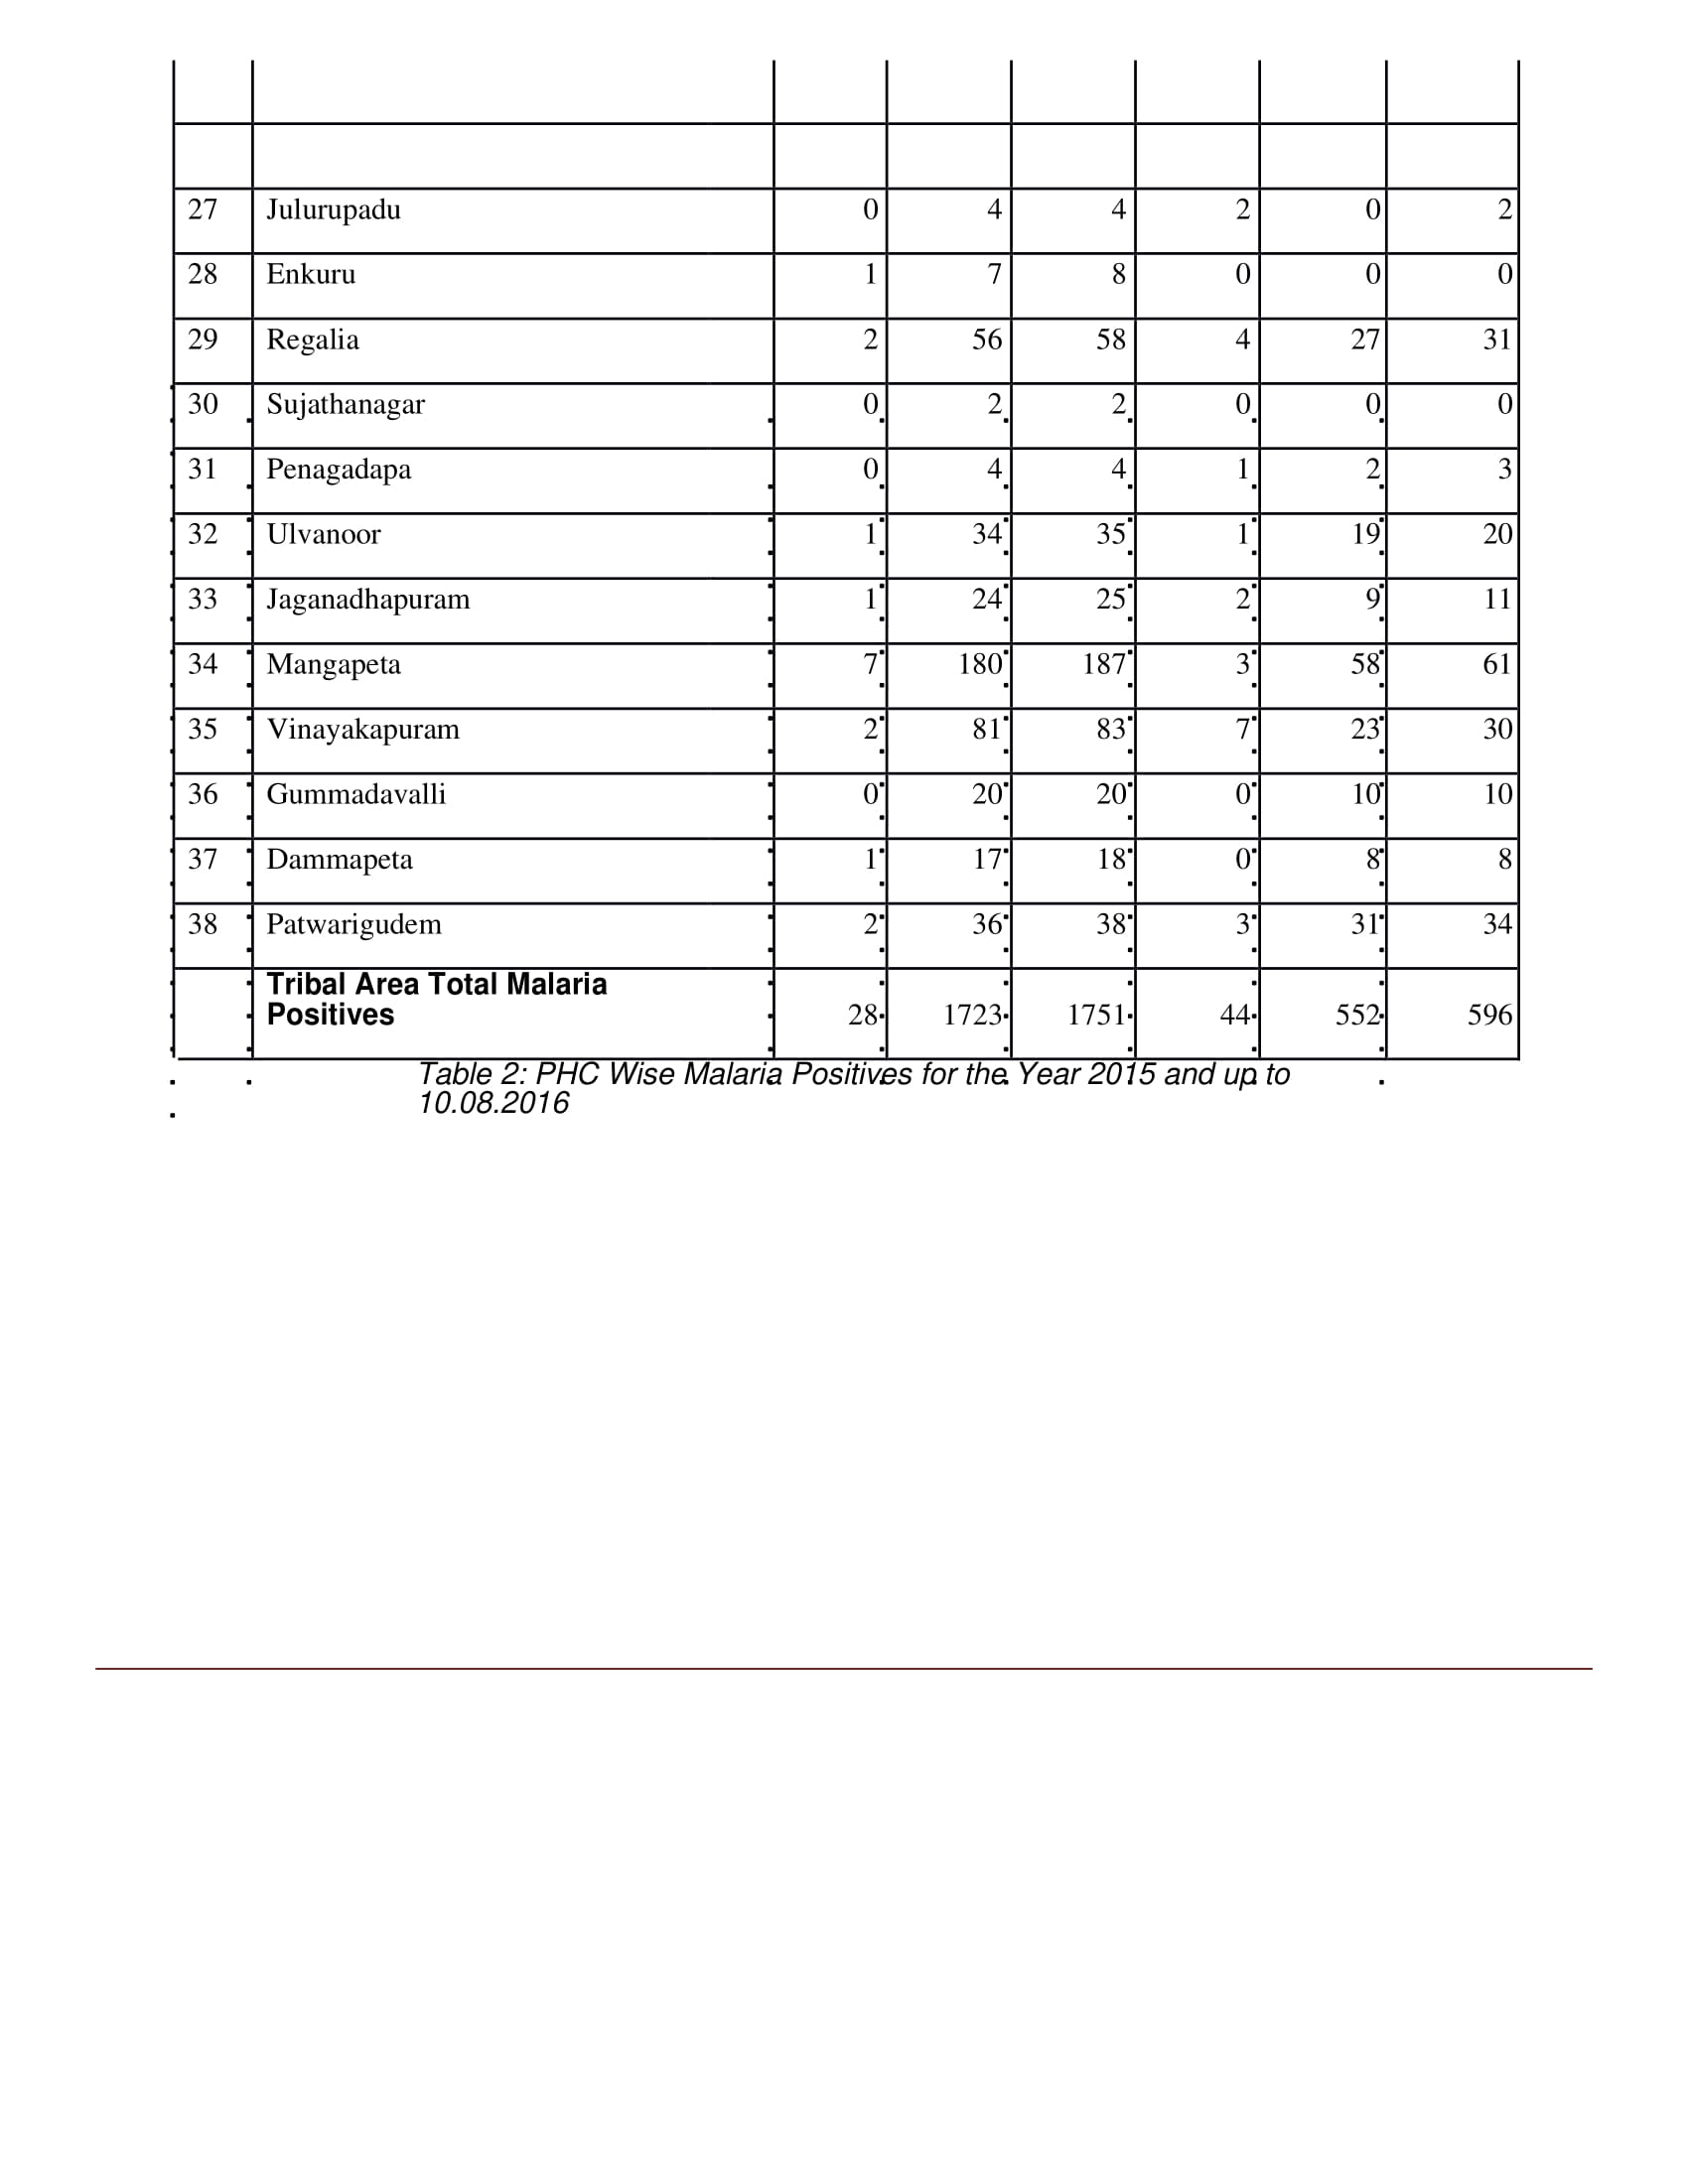 27 Julurupadu 0 4 4 2 0 2
28 Enkuru 1 7 8 0 0 0
29 Regalia 2 56 58 4 27 31
30 Sujathanagar 0 2 2 0 0 0
31 Penagadapa 0 4 4 1 2 3
32 Ulvanoor 1 34 35 1 19 20
33 Jaganadhapuram 1 24 25 2 9 11
34 Mangapeta 7 180 187 3 58 61
35 Vinayakapuram 2 81 83 7 23 30
36 Gummadavalli 0 20 20 0 10 10
37 Dammapeta 1 17 18 0 8 8
38 Patwarigudem 2 36 38 3 31 34
Tribal Area Total Malaria
Positives 28 1723 1751 44 552 596
Table 2: PHC Wise Malaria Positives for the Year 2015 and up to
10.08.2016